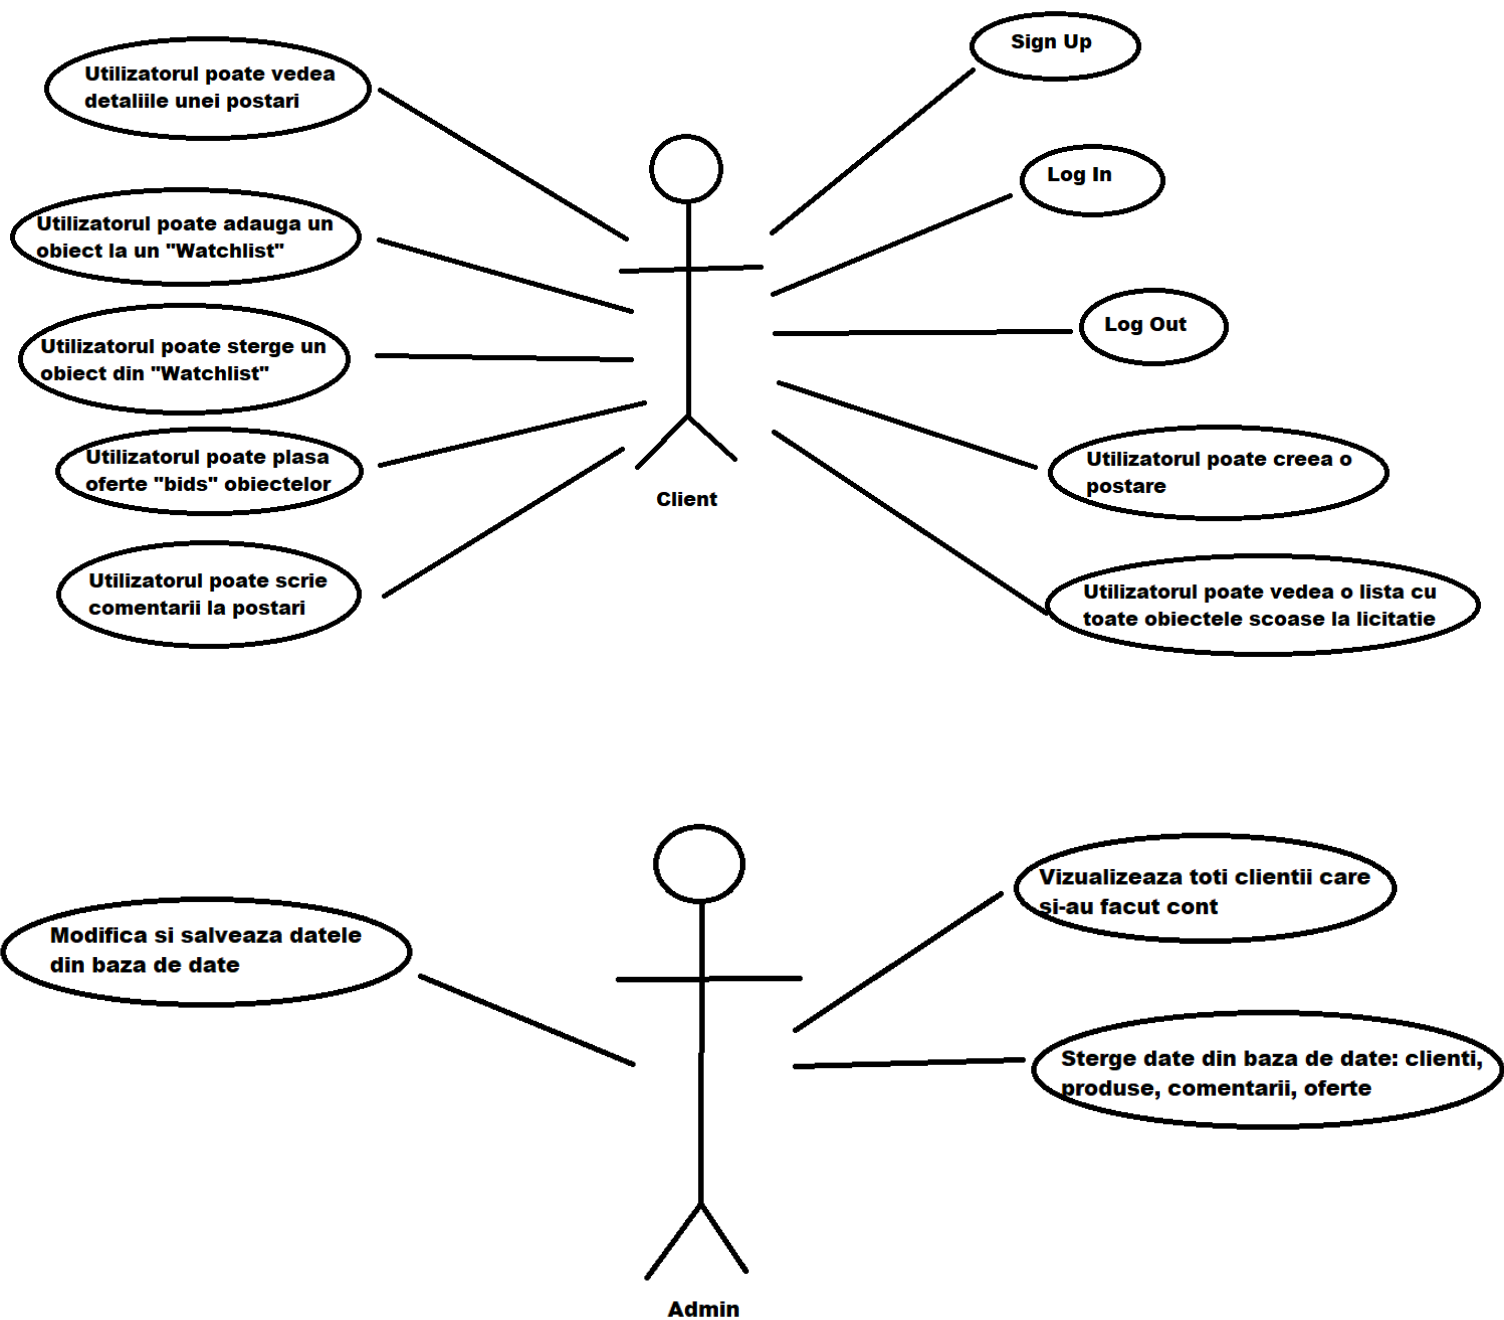 Utilizatorul poate vedea
detaliile unei postari
Utilizatorul poate adauga un
obiect la un "Watchlist"
Utilizatorul poate sterge un
obiect din "Watchlist"
Utilizatorul poate plasa
oferte "bids" obiectelor
Utilizatorul poate scrie
comentarii la postari
Client
Sign Up
Log In
Log Out
Utilizatorul poate creea o
postare
Utilizatorul poate vedea o lista cu
toate obiectele scoase la licitatie
Modifica si salveaza datele
din baza de date
Admin
Vizualizeaza toti clientii care
si-au facut cont
Sterge date din baza de date: clienti,
produse, comentarii, oferte